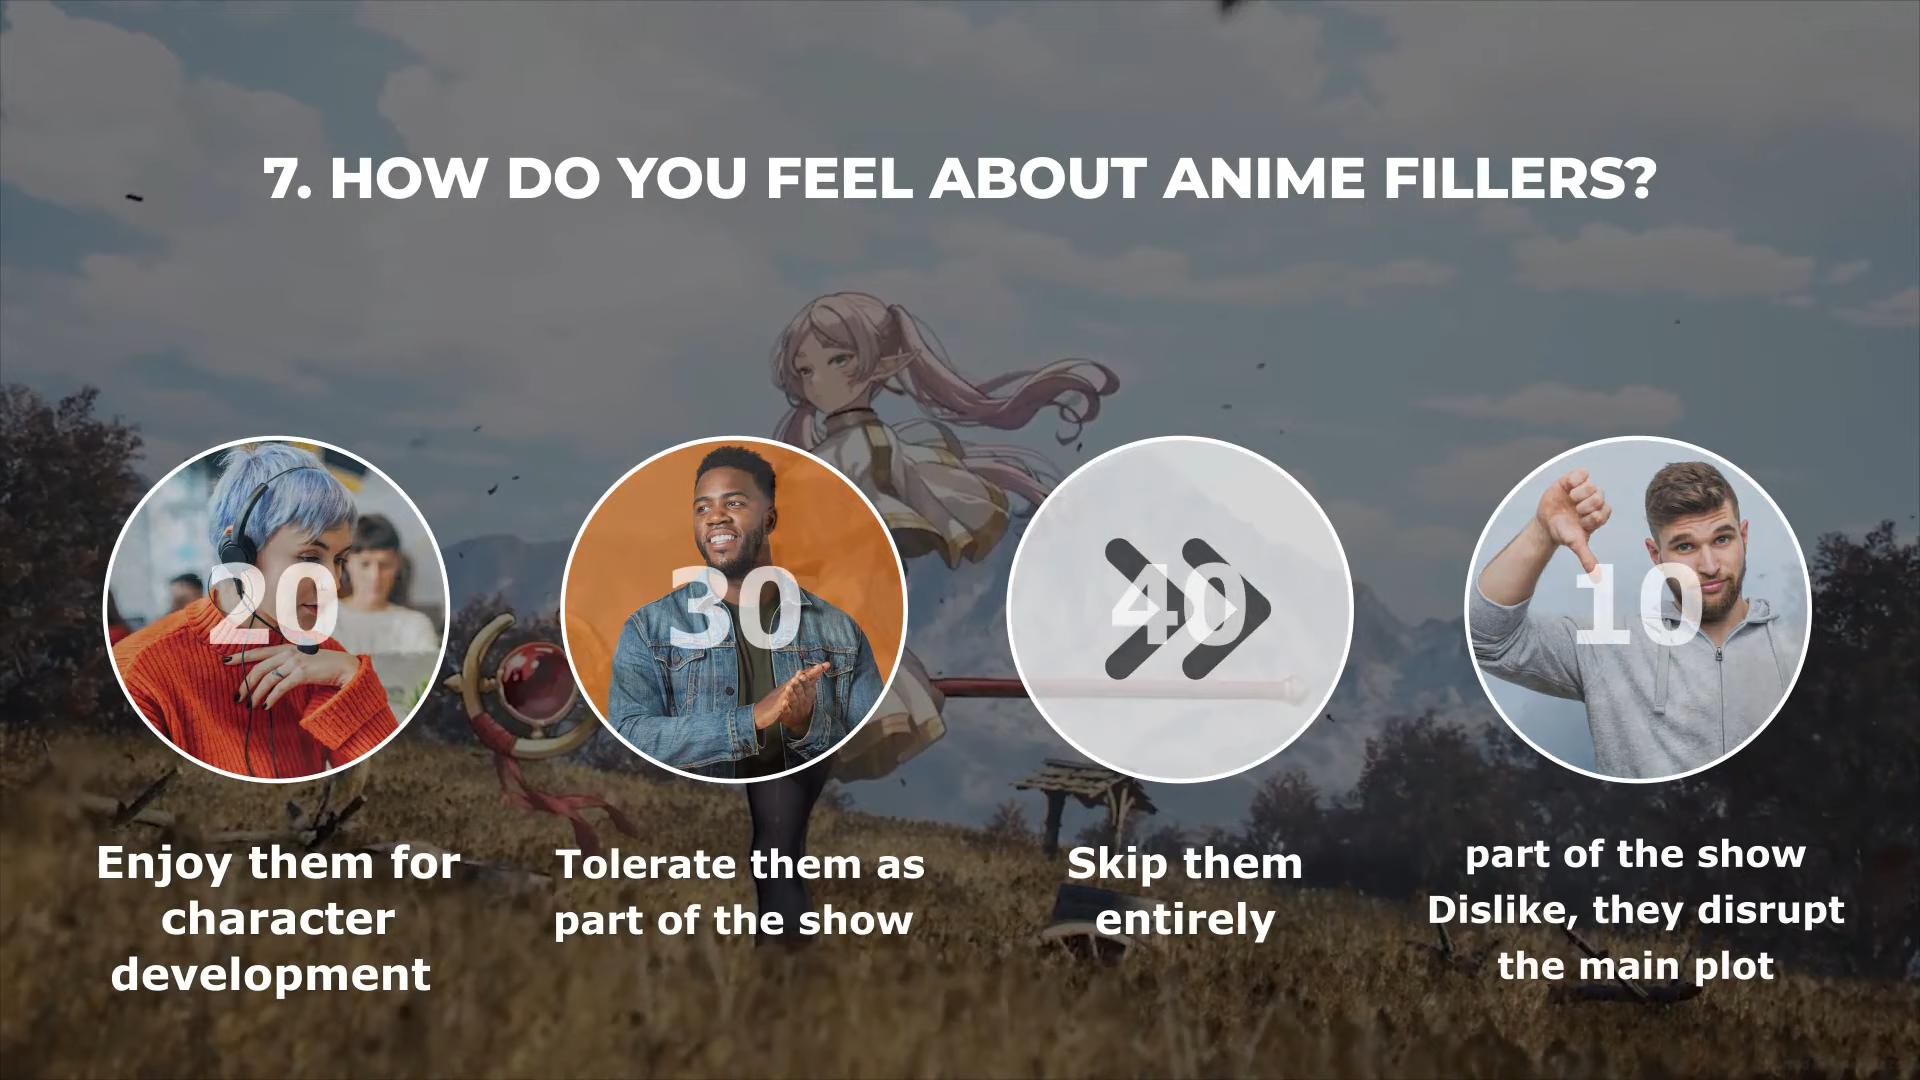 7. HOW DO YOU FEEL ABOUT ANIME FILLERS?
20
30
40
10
Enjoy them for
character
development
Tolerate them as
part of the show
Skip them
entirely
part of the show
Dislike, they disrupt
the main plot